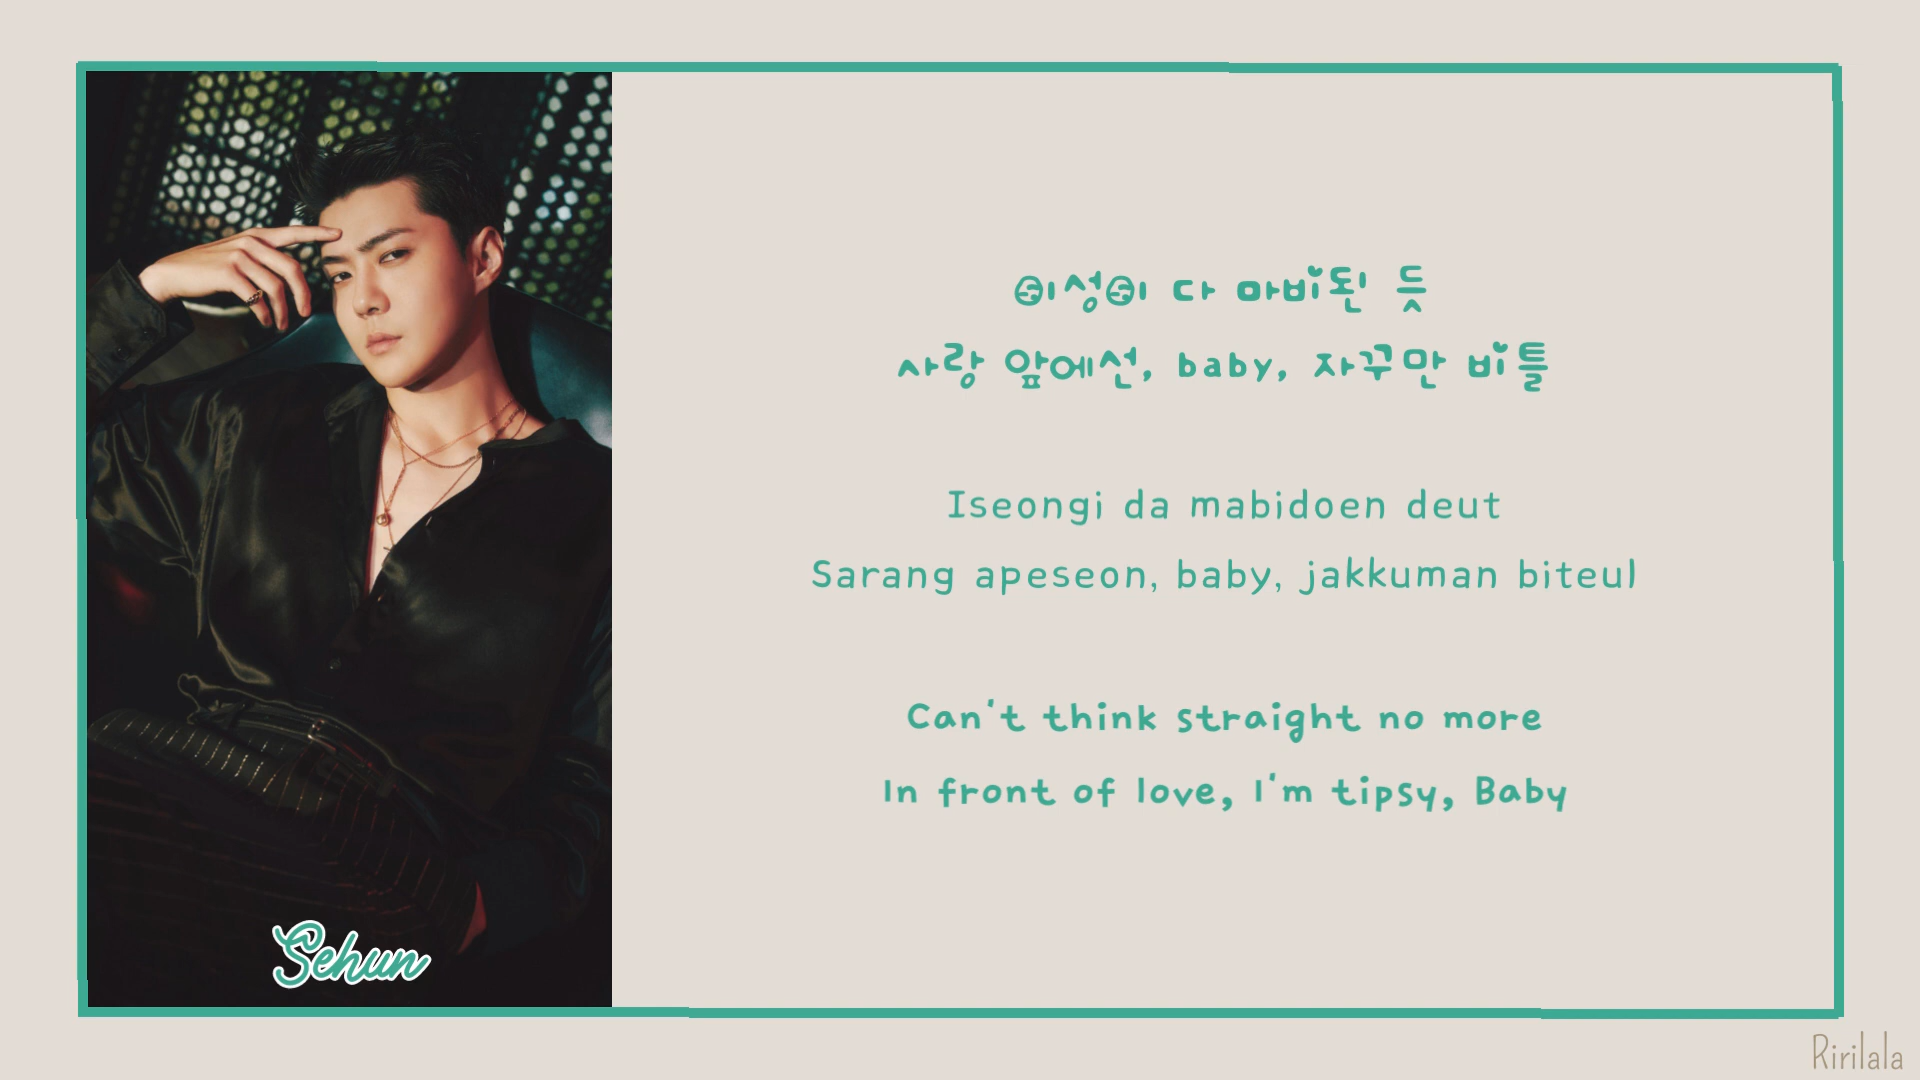 이성이 다 마비된 듯
사랑 앞에선, baby, 자꾸만 비틀
Iseongi da mabidoen deut
Sarang apeseon, baby, jakkuman biteul
Can't think straight no more
In front of love, I'm tipsy, Baby
Sehun
Ririlala